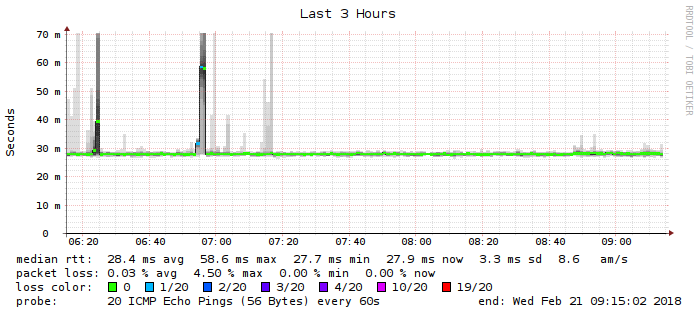 Last 3 Hours
RRDTOOL / TOBI OETIKER
Seconds
70 m
60 m
50 m
40 m
30 m
20 m
10 m
0
06:20 06:40 07:00 07:20 07:40 08:00 08:20 08:40 09:00
median rtt: 28.4 ms avg 58.6 ms max 27.7 ms min 27.9 ms now 3.3 ms sd 8.6 am/s
packet loss: 0.03 % avg 4.50 % max 0.00 % min 0.00 % now
loss color: 0 1/20 2/20 3/20 4/20 10/20 19/20
probe: 20 ICMP Echo Pings (56 Bytes) every 60s end: Wed Feb 21 09:15:02 2018